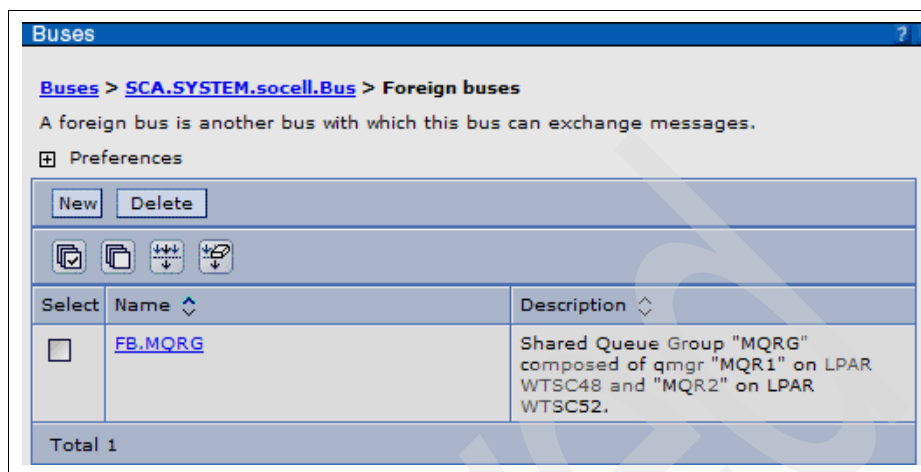 Buses ?
Buses > SCA.SYSTEM.socell.Bus > Foreign buses
A foreign bus is another bus with which this bus can exchange messages.
Preferences
New Delete
Select Name Description
FB.MQRG Shared Queue Group "MQRG"
composed of qmgr "MQR1" on LPAR
WTSC48 and "MQR2" on LPAR
WTSC52.
Total 1